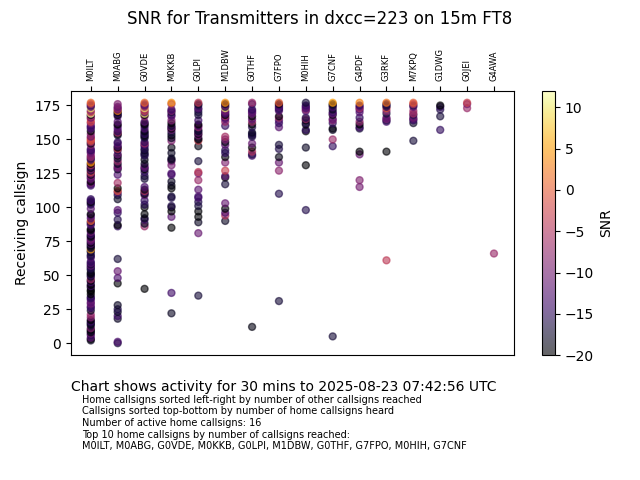 SNR for Transmitters in dxcc=223 on 15m FT8
M0ILT M0ABG G0VDE M0KKB G0LPI M1DBW G0THF G7FPO M0HIH G7CNF G4PDF G3RKF M7KPQ G1DWG G0JEI G4AWA
Receiving callsign
175
150
125
100
75
50
25
0
10
5
0
−5
−10
−15
−20
SNR
Chart shows activity for 30 mins to 2025-08-23 07:42:56 UTC
Home callsigns sorted left-right by number of other callsigns reached
Callsigns sorted top-bottom by number of home callsigns heard
Number of active home callsigns: 16
Top 10 home callsigns by number of callsigns reached:
M0ILT, M0ABG, G0VDE, M0KKB, G0LPI, M1DBW, G0THF, G7FPO, M0HIH, G7CNF